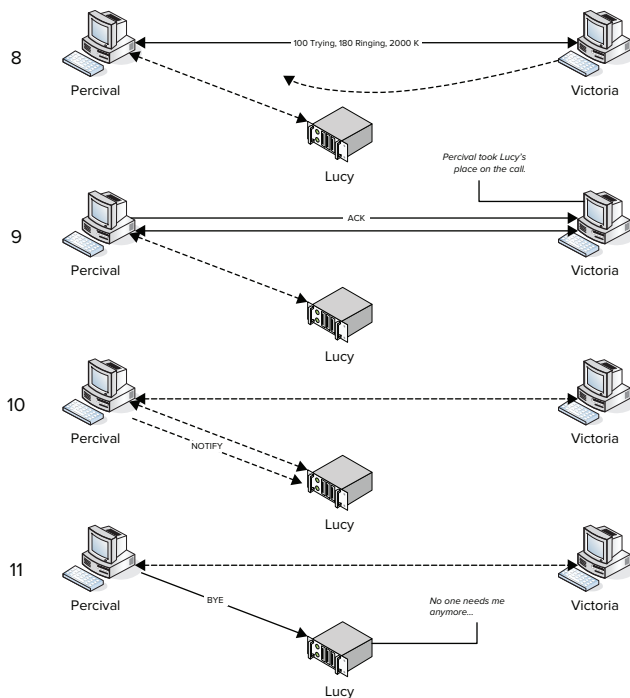 8
100 Trying, 180 Ringing, 2000 K
Percival
Victoria
Lucy
Percival took Lucy's
place on the call.
9
ACK
Percival
Victoria
Lucy
10
Percival
Victoria
NOTIFY
Lucy
11
Percival
Victoria
BYE
No one needs me
anymore...
Lucy